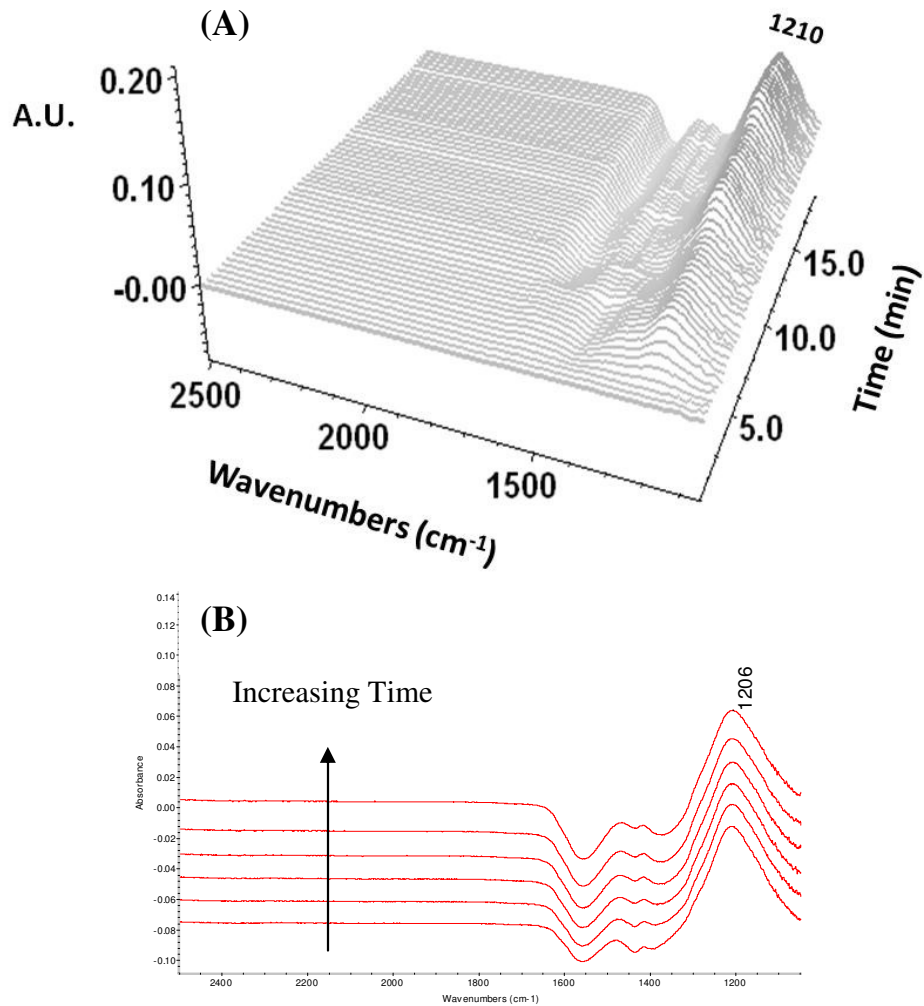 (A)
1210
0.20
A.U.
0.10
-0.00
15.0
10.0
5.0
Time (min)
2500
2000
1500
Wavenumbers (cm-1)
(B)
0.14
0.12
0.10
0.08
0.06
0.04
0.02
0.00
-0.02
-0.04
-0.06
-0.08
-0.10
Absorbance
Increasing Time
1206
2400 2200 2000 1800 1600 1400 1200
Wavenumbers (cm-1)